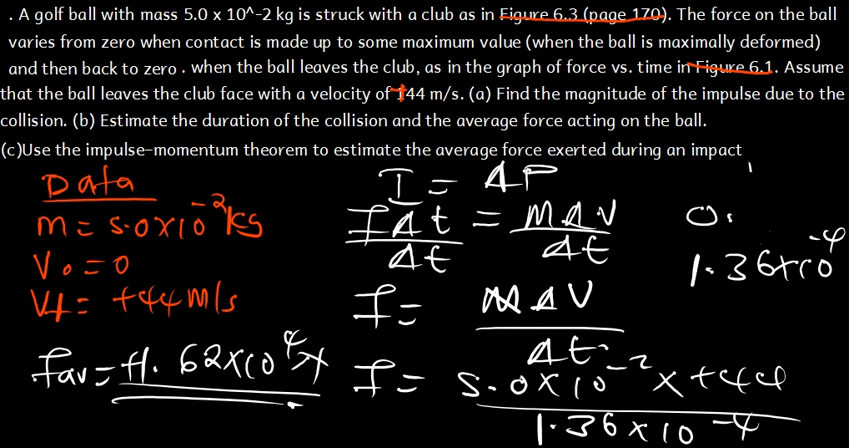 . A golf ball with mass 5.0 x 10^-2 kg is struck with a club as in Figure 6.3 (page 170). The force on the ball
varies from zero when contact is made up to some maximum value (when the ball is maximally deformed)
and then back to zero . when the ball leaves the club, as in the graph of force vs. time in Figure 6.1. Assume
that the ball leaves the club face with a velocity of +44 m/s. (a) Find the magnitude of the impulse due to the
collision. (b) Estimate the duration of the collision and the average force acting on the ball.
(c)Use the impulse–momentum theorem to estimate the average force exerted during an impact
Data
m = 5.0x10^-2 kg
V0 = 0
Vf = +44 m/s
fav = +1.62x10^4 N
I = ΔP
fΔt/Δt = mΔV/Δt
f = mΔV/Δt
f = 5.0x10^-2 x +44/1.36x10^-4
0.
1.36x10^-4